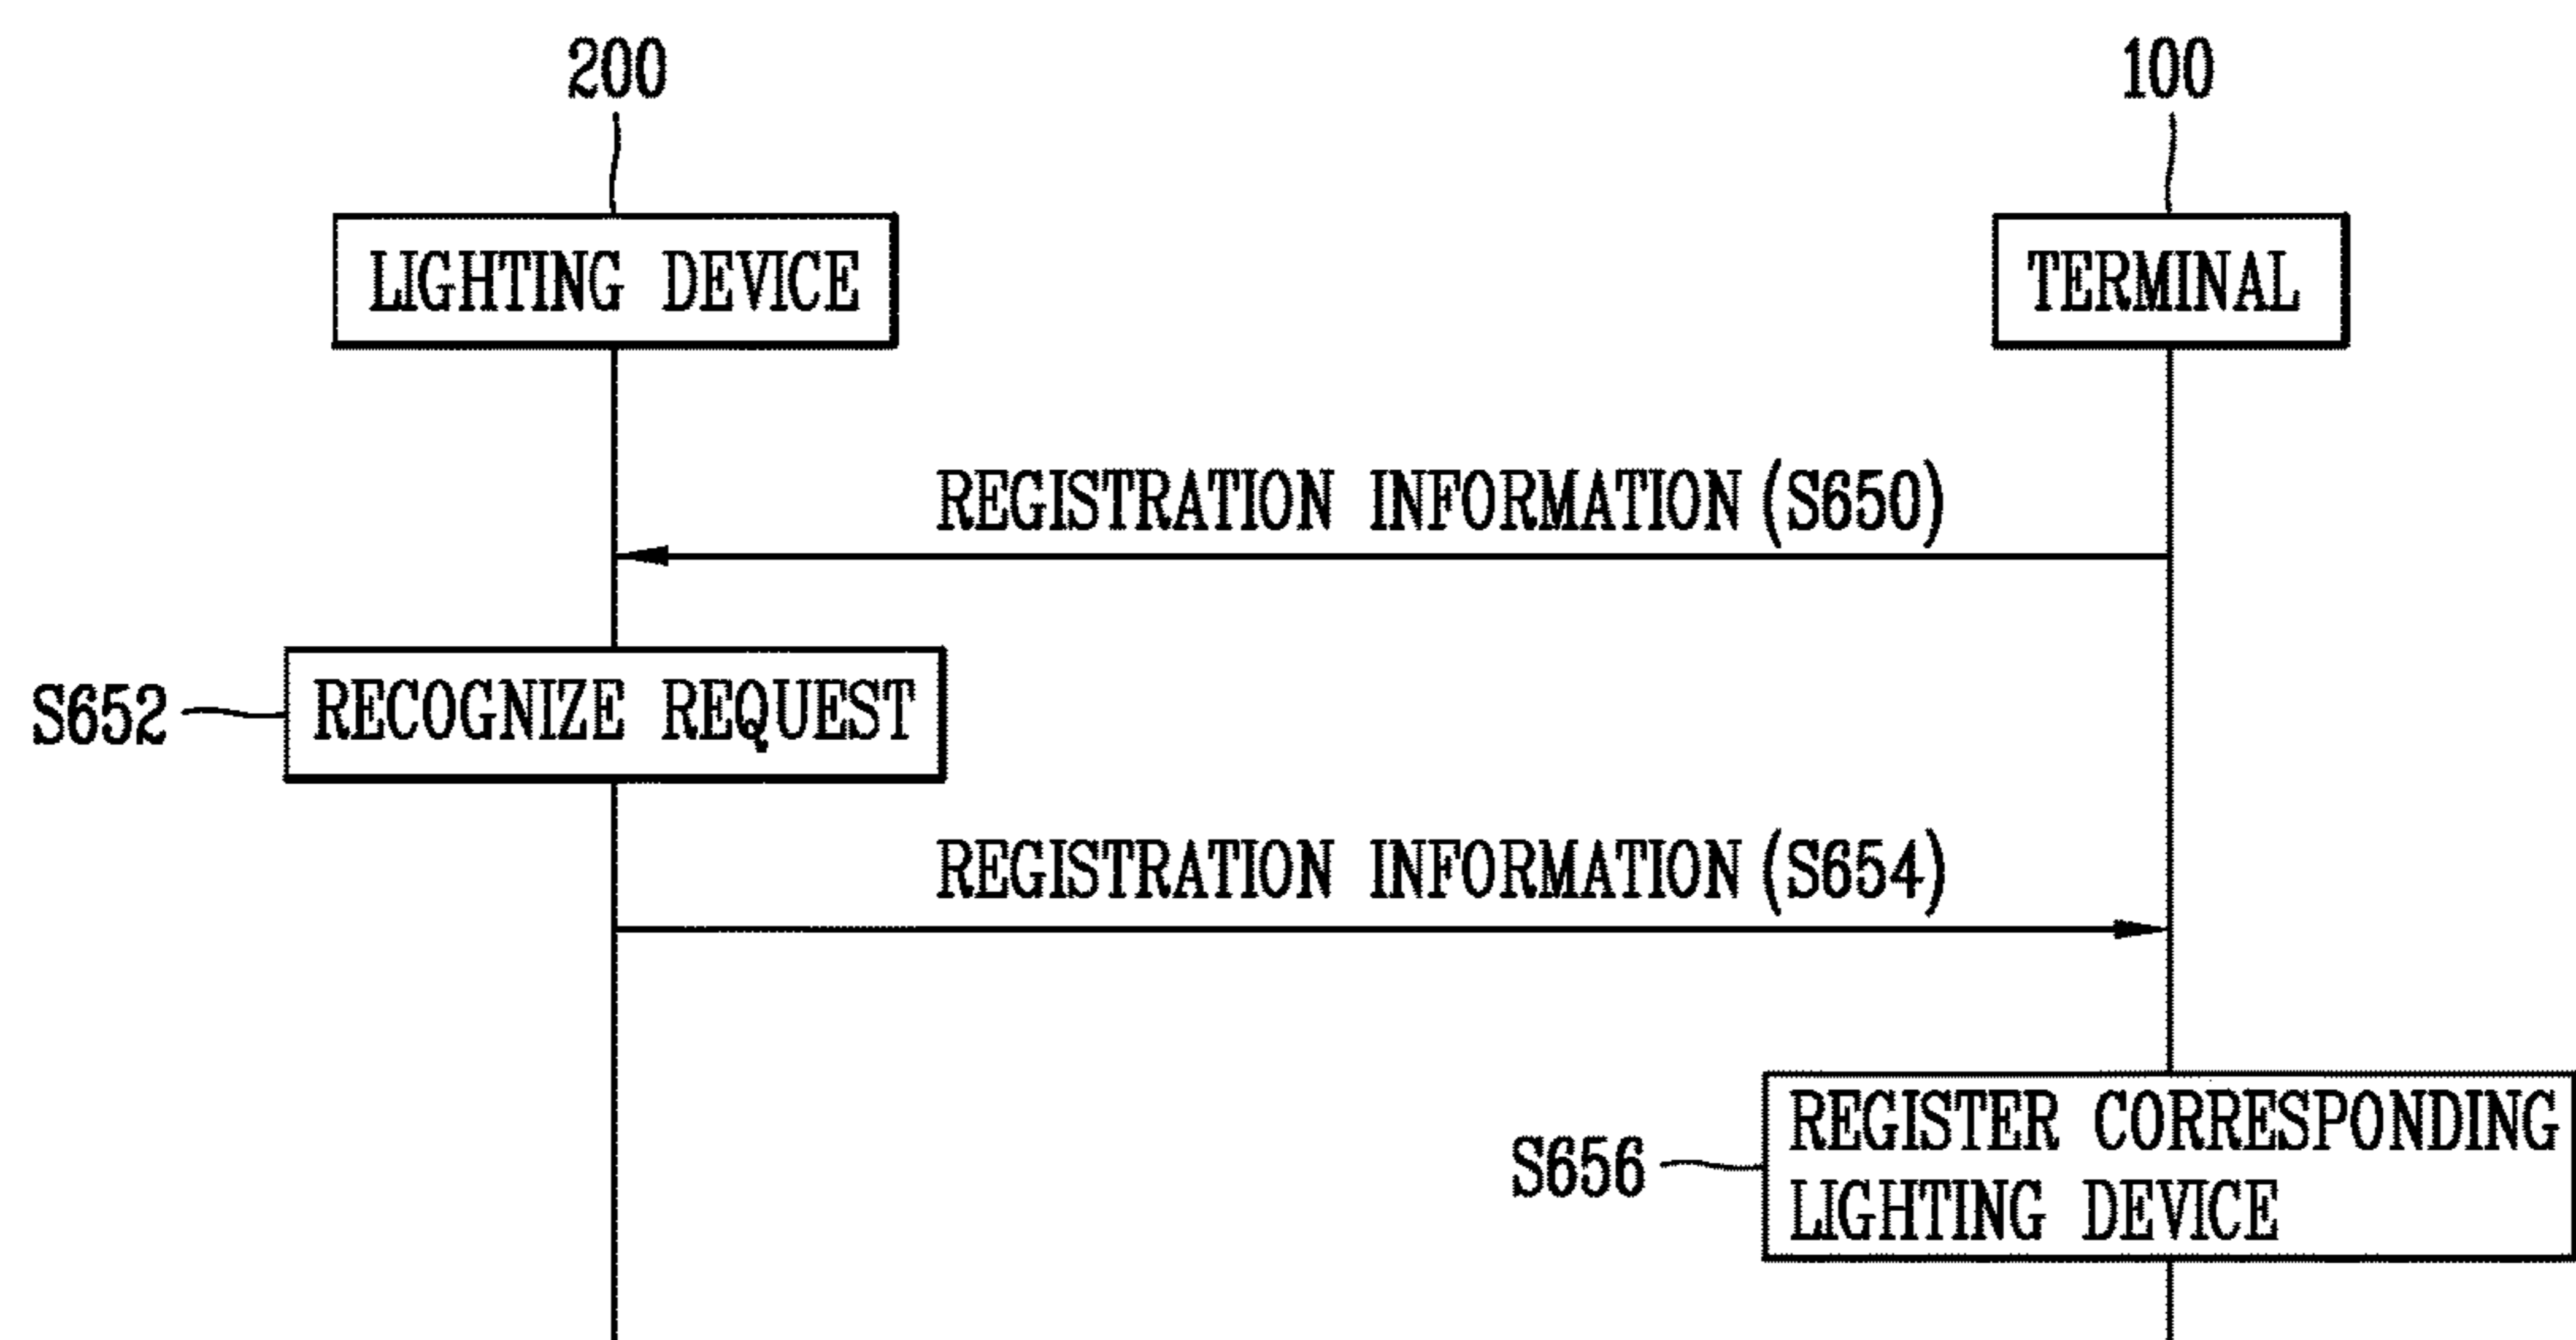 200
100
LIGHTING DEVICE
TERMINAL
REGISTRATION INFORMATION (S650)
S652
RECOGNIZE REQUEST
REGISTRATION INFORMATION (S654)
S656
REGISTER CORRESPONDING
LIGHTING DEVICE